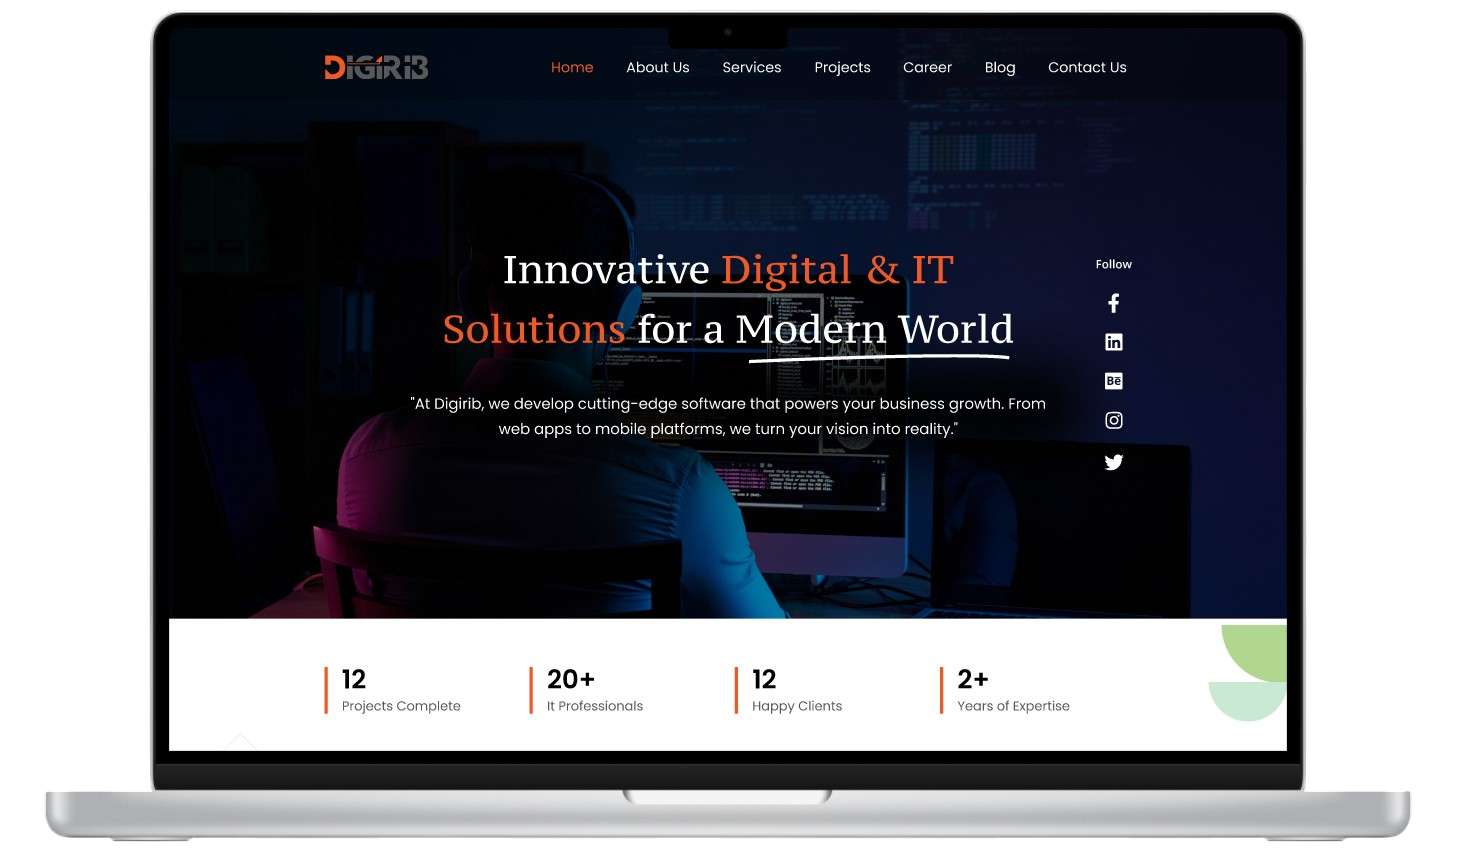 DIGIRIB
Home About Us Services Projects Career Blog Contact Us
Innovative Digital & IT
Solutions for a Modern World
"At Digirib, we develop cutting-edge software that powers your business growth. From
web apps to mobile platforms, we turn your vision into reality."
Follow
Bē
12
Projects Complete
20+
It Professionals
12
Happy Clients
2+
Years of Expertise